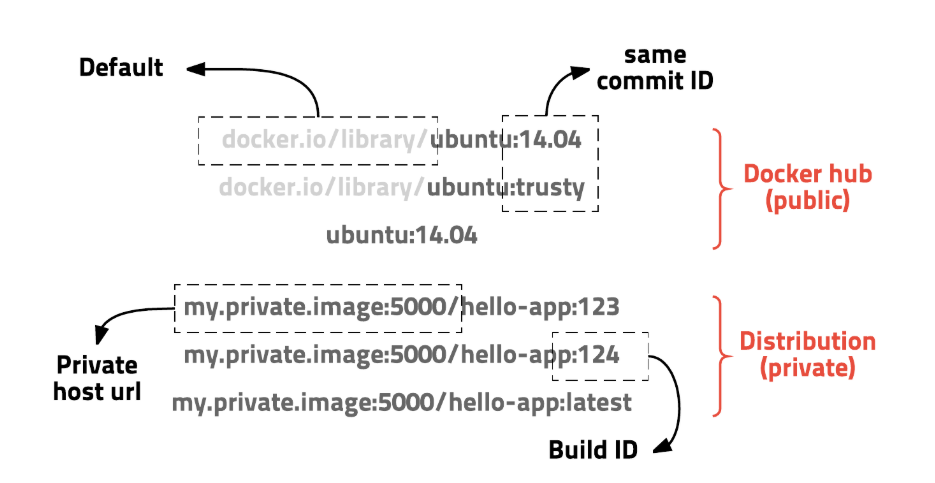 Default
same
commit ID
docker.io/library/ubuntu:14.04
docker.io/library/ubuntu:trusty
ubuntu:14.04
Docker hub
(public)
my.private.image:5000/hello-app:123
my.private.image:5000/hello-app:124
my.private.image:5000/hello-app:latest
Distribution
(private)
Private
host url
Build ID